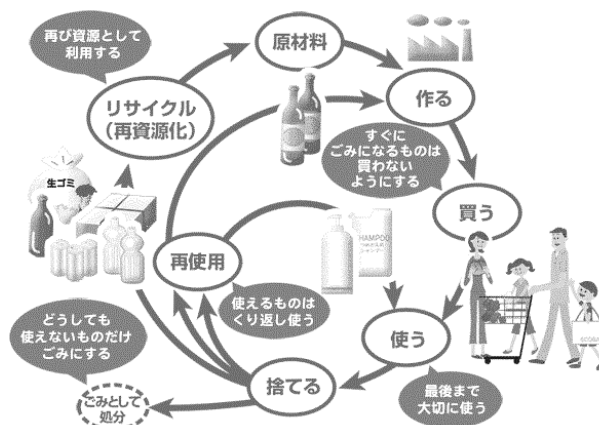 再び資源として
利用する
原材料
リサイクル
(再資源化)
作る
すぐに
ごみになるものは
買わない
ようにする
生ゴミ
買う
SHAMPOO
再使用
使えるものは
くり返し使う
どうしても
使えないものだけ
ごみにする
使う
捨てる
最後まで
大切に使う
ごみとして
処分